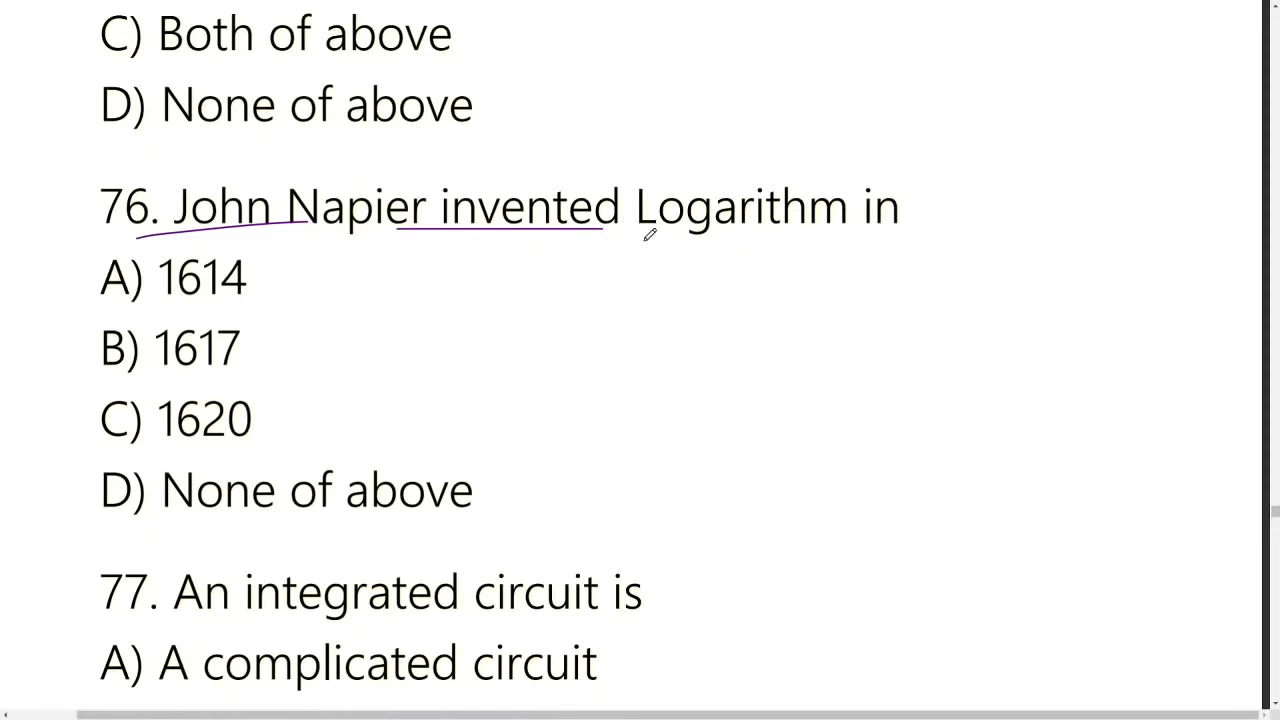 C) Both of above
D) None of above
76. John Napier invented Logarithm in
A) 1614
B) 1617
C) 1620
D) None of above
77. An integrated circuit is
A) A complicated circuit